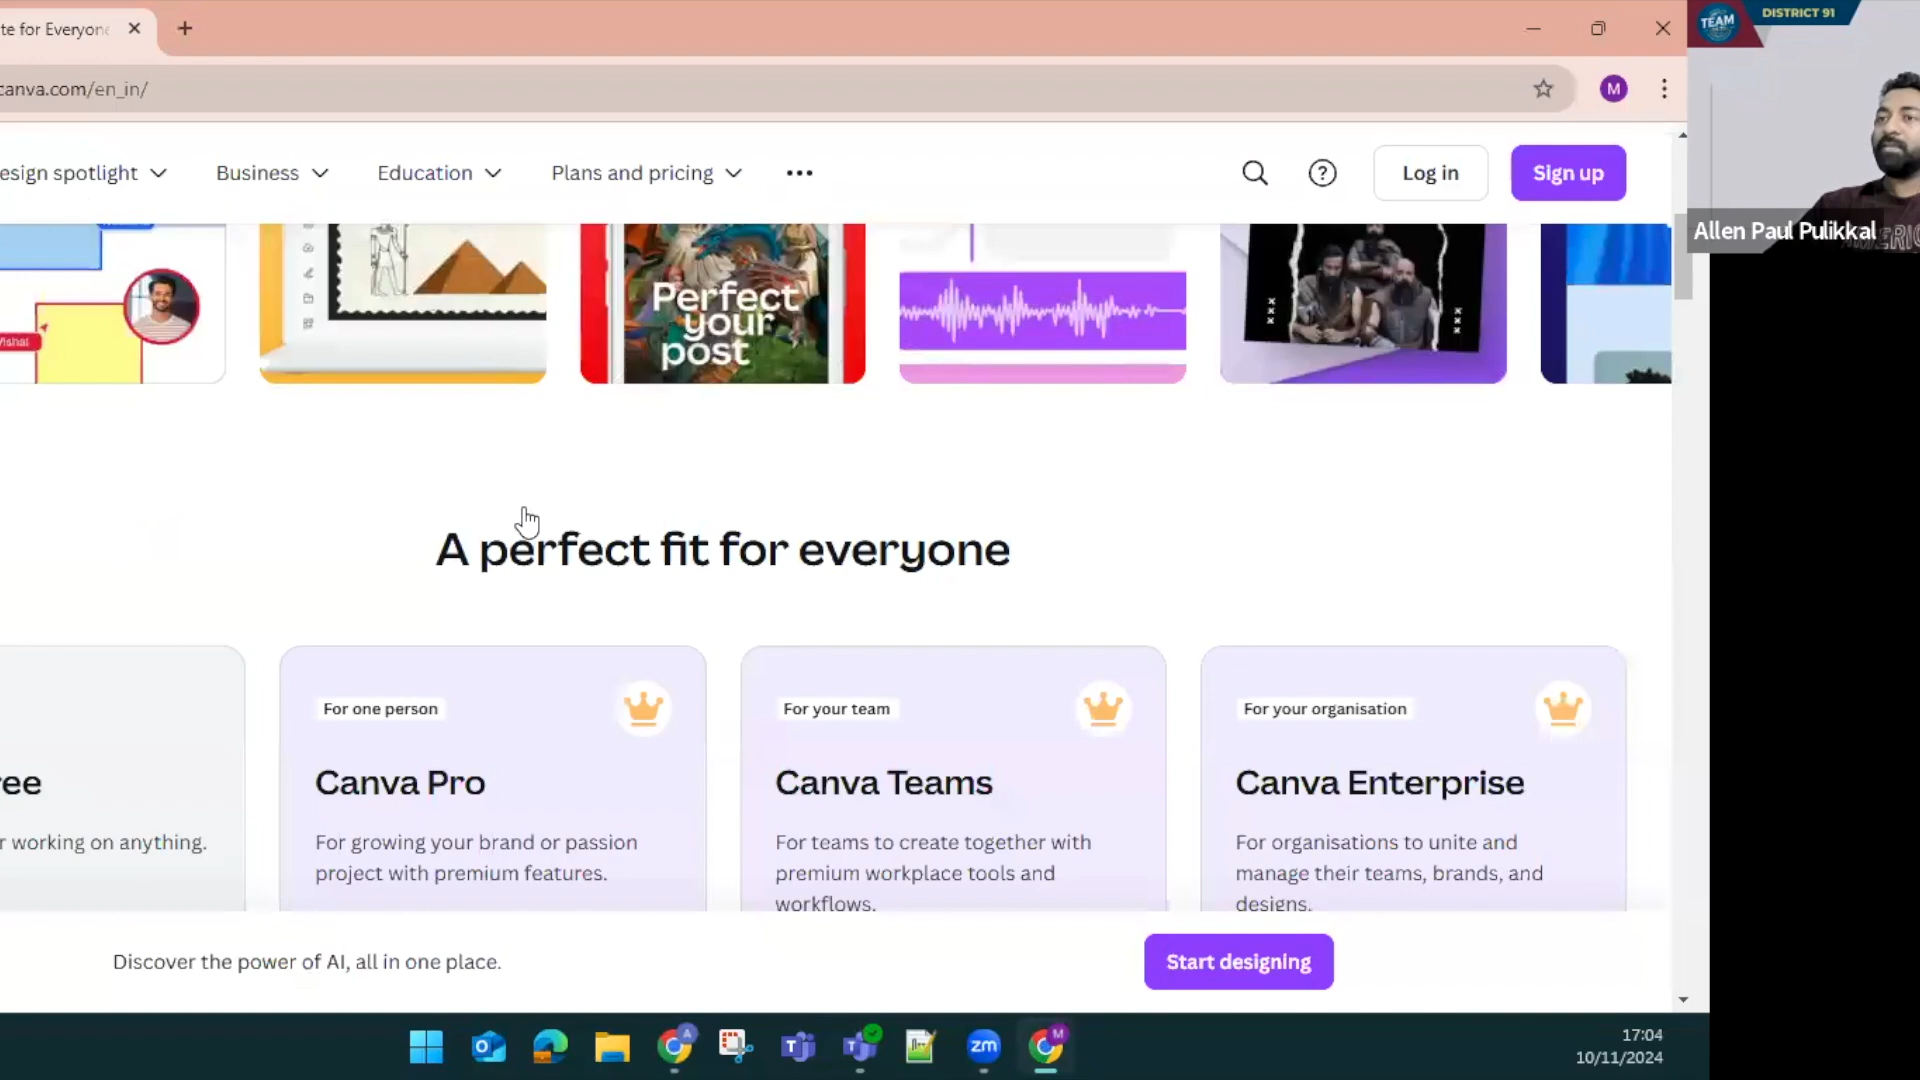 te for Everyone
canva.com/en_in/
TEAM
DISTRICT 91
esign spotlight
Business
Education
Plans and pricing
Log in
Sign up
Allen Paul Pulikkal
Vishal
Perfect
your
post
A perfect fit for everyone
For one person
For your team
For your organisation
ree
Canva Pro
Canva Teams
Canva Enterprise
r working on anything.
For growing your brand or passion
project with premium features.
For teams to create together with
premium workplace tools and
workflows.
For organisations to unite and
manage their teams, brands, and
designs.
Discover the power of AI, all in one place.
Start designing
zm
17:04
10/11/2024